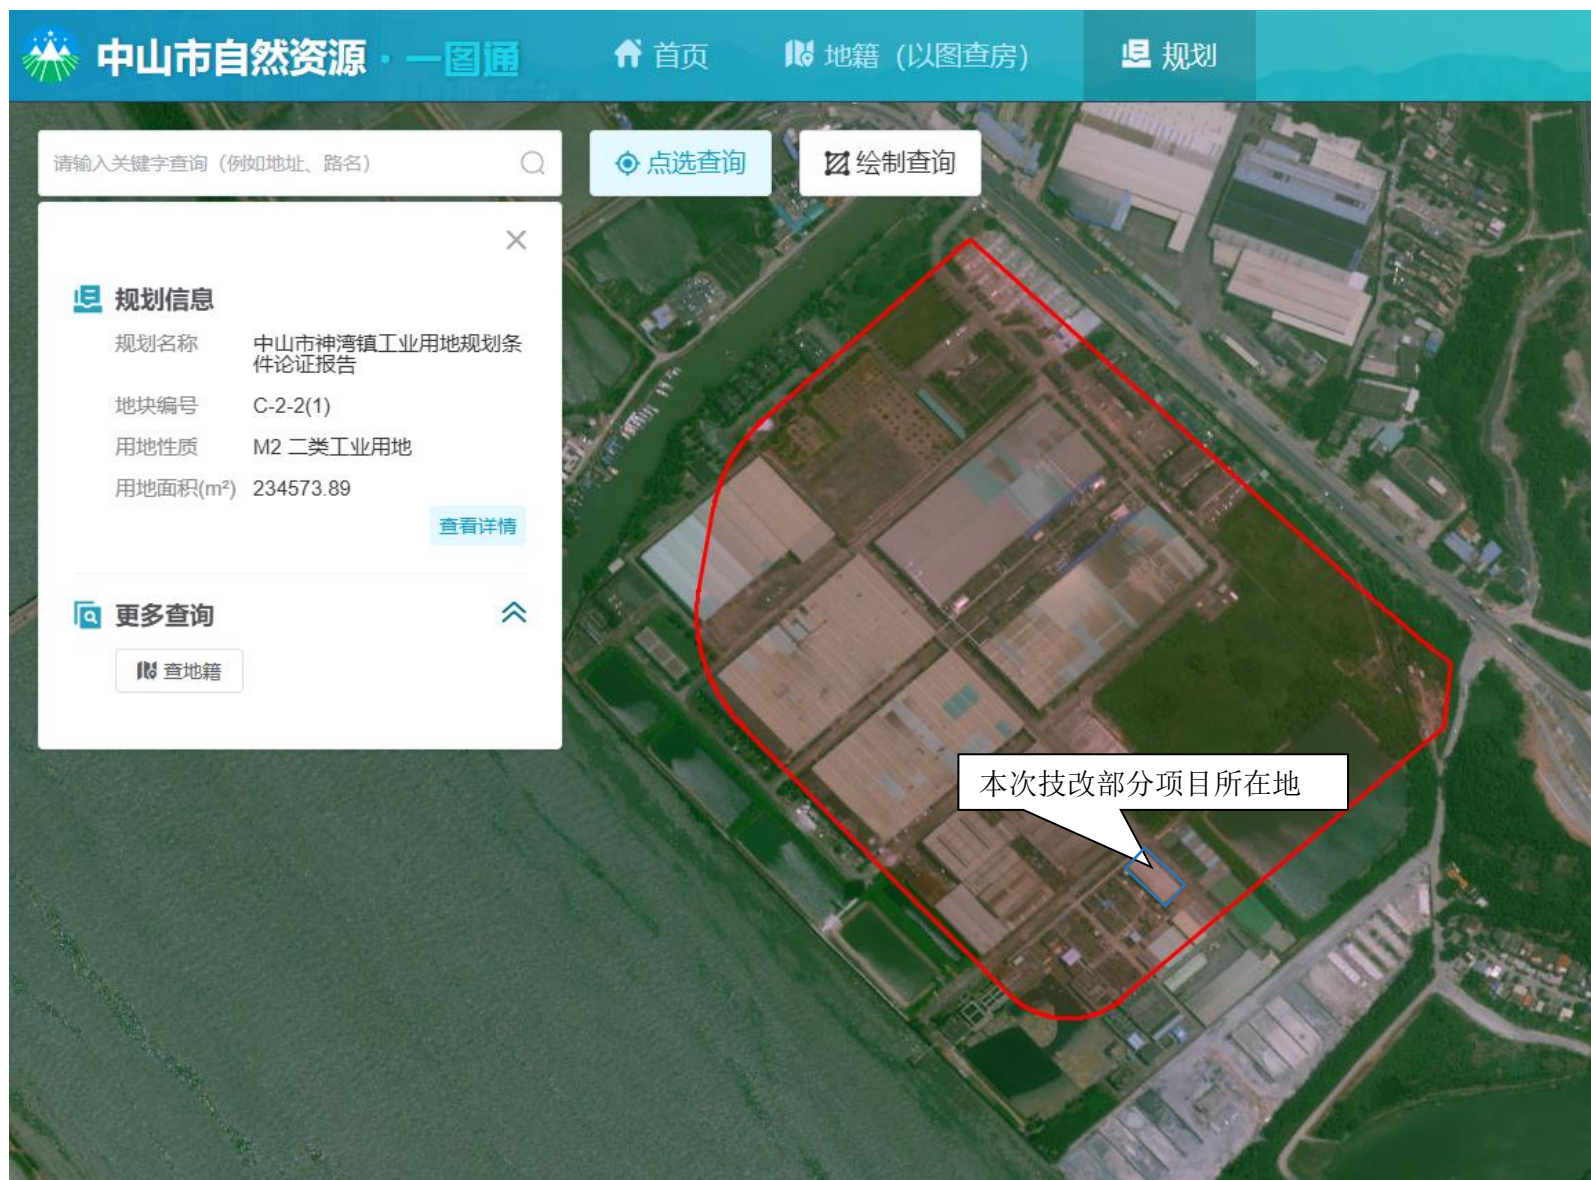 中山市自然资源·一图通
首页
地籍（以图查房）
规划
请输入关键字查询（例如地址、路名）
点选查询
绘制查询
规划信息
规划名称 中山市神湾镇工业用地规划条
件论证报告
地块编号 C-2-2(1)
用地性质 M2 二类工业用地
用地面积(m²) 234573.89
查看详情
更多查询
查地籍
本次技改部分项目所在地